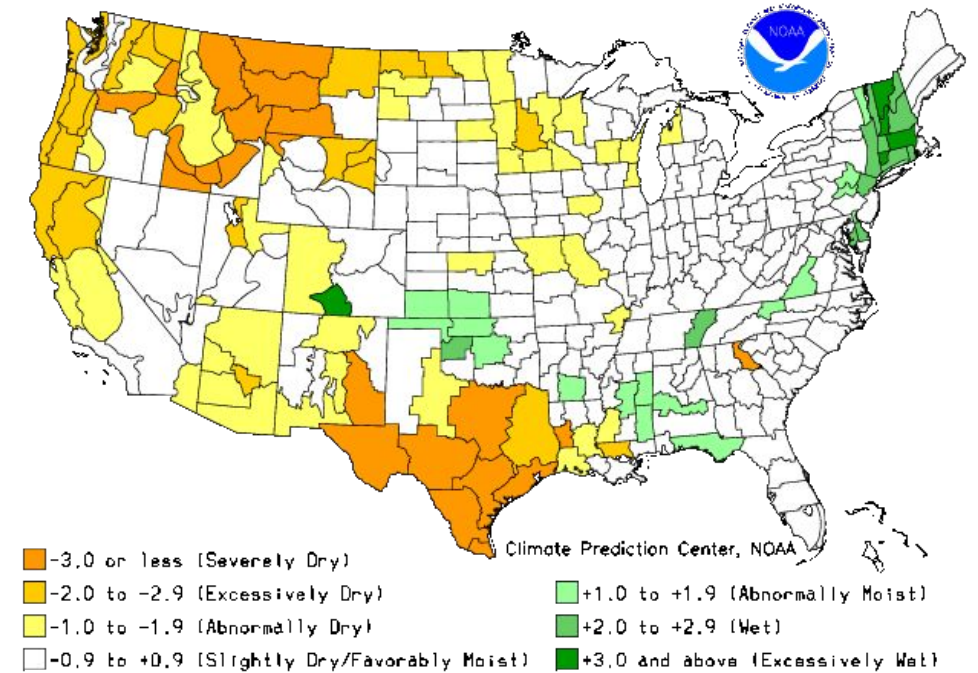 NOAA
Climate Prediction Center, NOAA
-3.0 or less (Severely Dry)
-2.0 to -2.9 (Excessively Dry)
+1.0 to +1.9 (Abnormally Moist)
-1.0 to -1.9 (Abnormally Dry)
+2.0 to +2.9 (Wet)
-0.9 to +0.9 (Slightly Dry/Favorably Moist)
+3.0 and above (Excessively Wet)